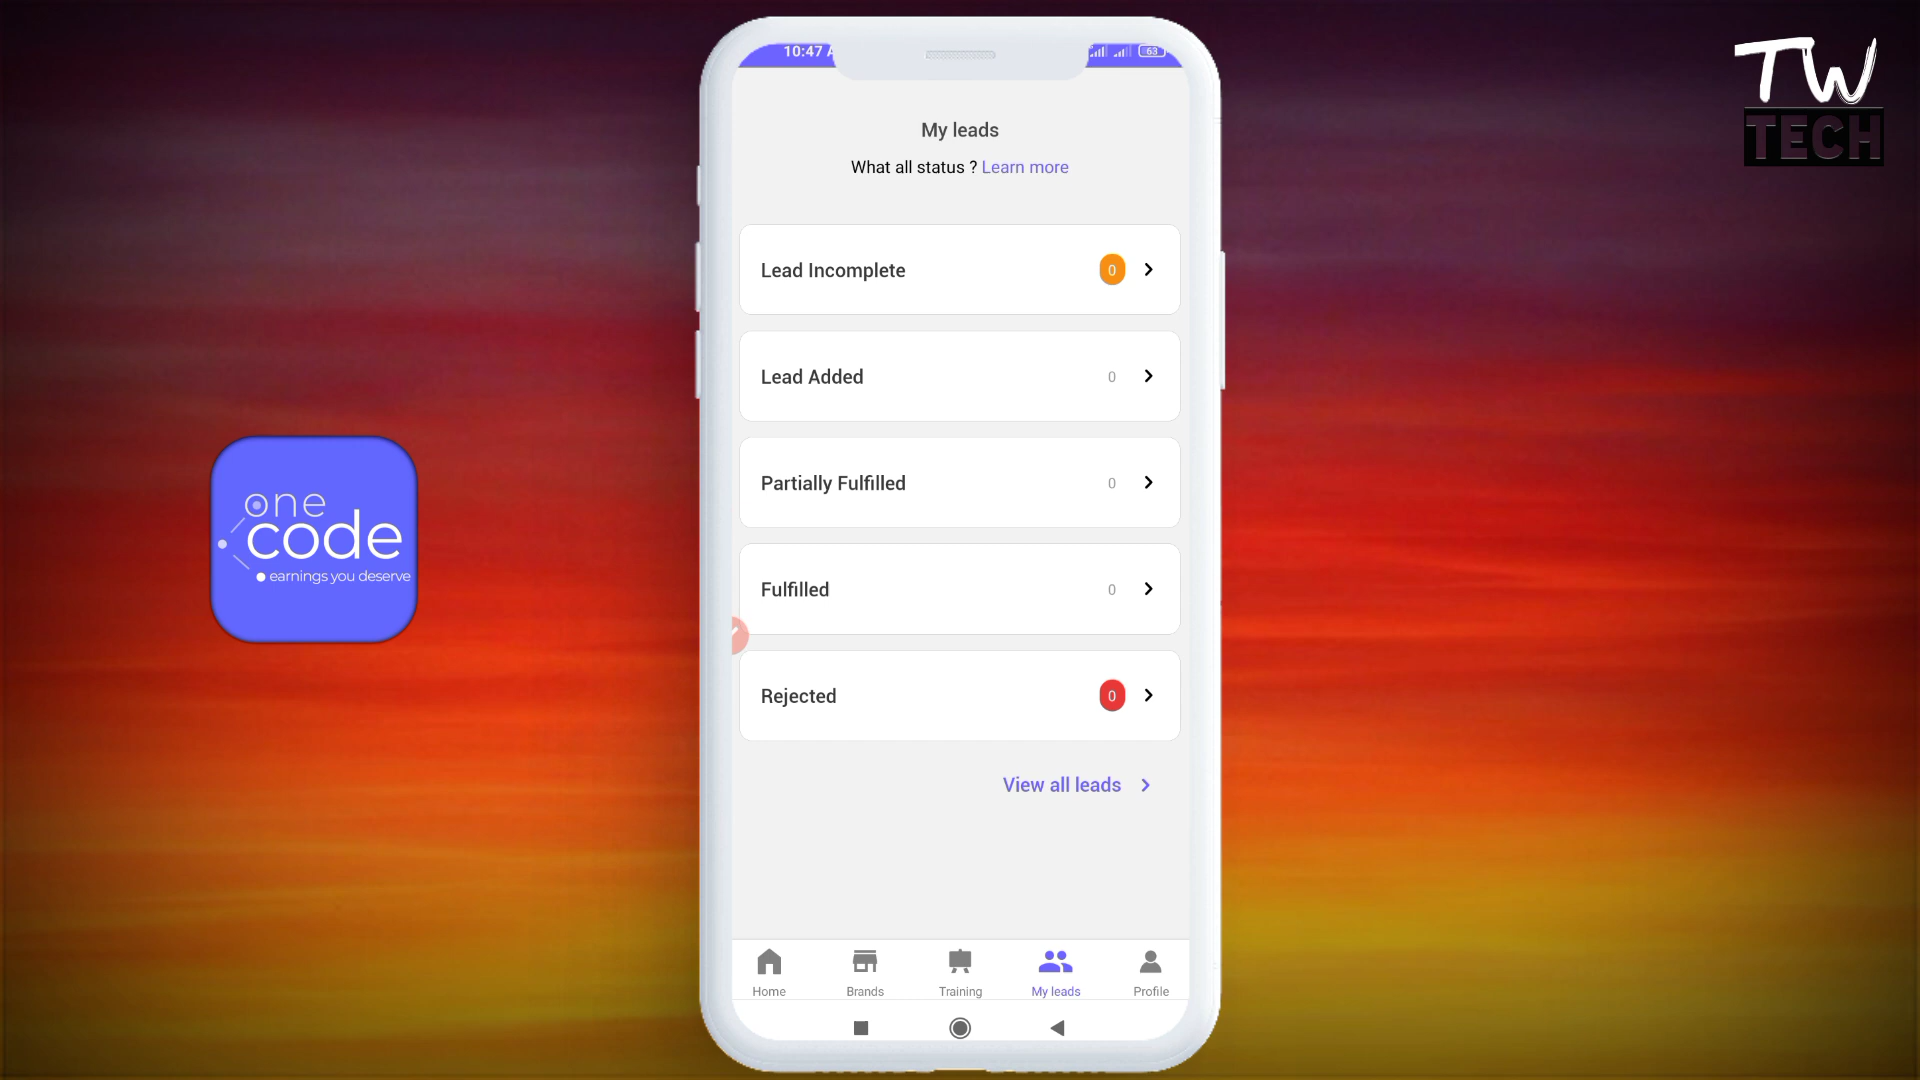 TW
TECH
10:47
63
My leads
What all status ? Learn more
Lead Incomplete 0
Lead Added 0
Partially Fulfilled 0
Fulfilled 0
Rejected 0
View all leads
Home Brands Training My leads Profile
one
code
earnings you deserve